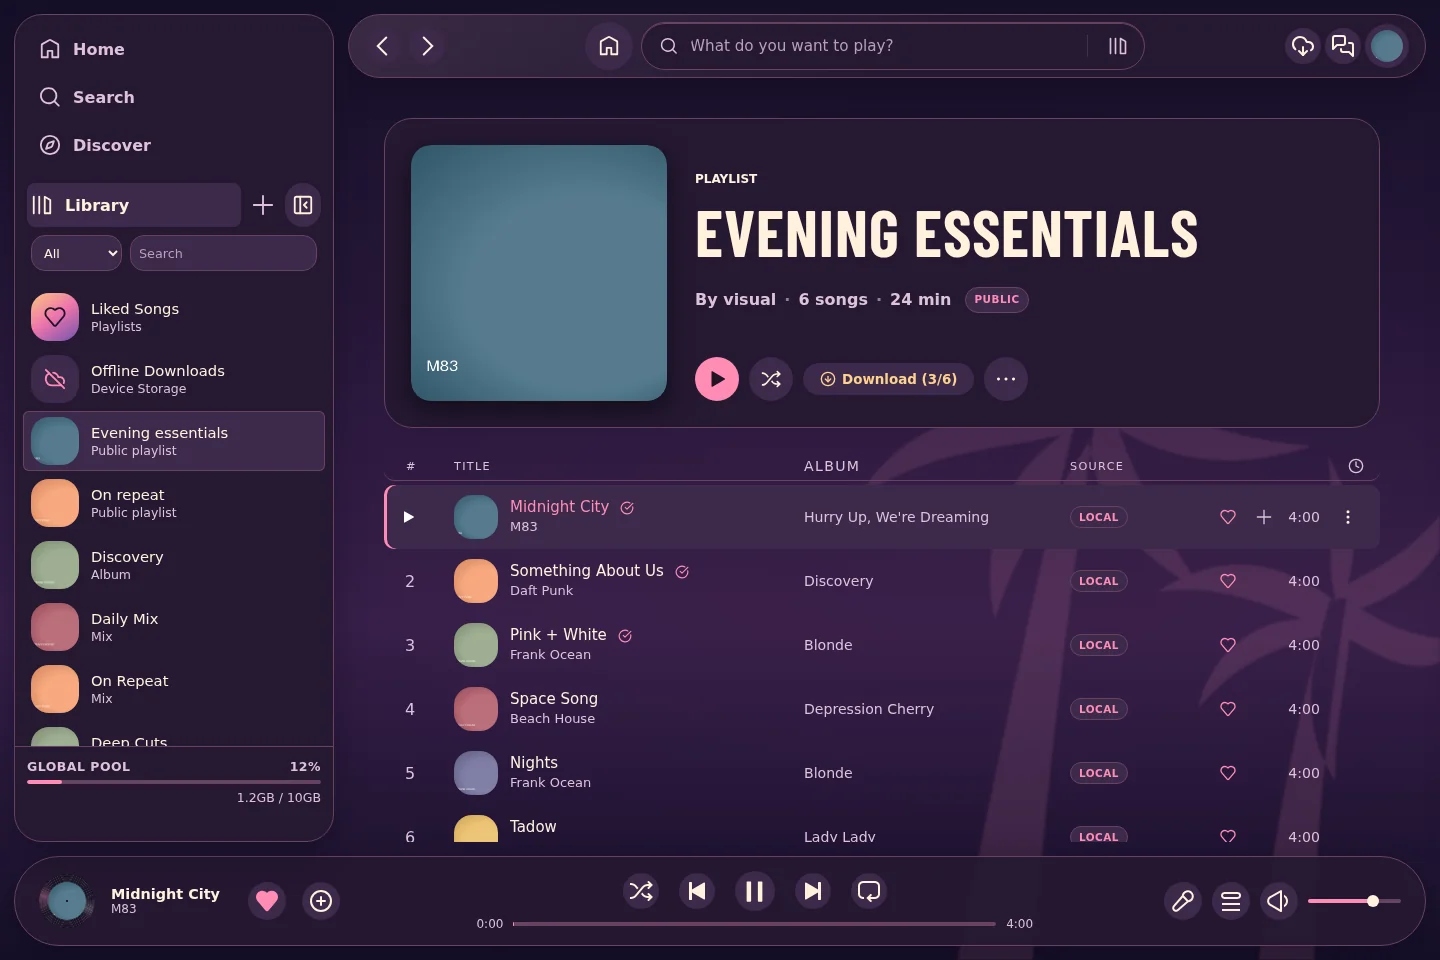 Home
Search
Discover
Library
All
Search
Liked Songs
Playlists
Offline Downloads
Device Storage
Evening essentials
Public playlist
On repeat
Public playlist
Discovery
Album
Daily Mix
Mix
On Repeat
Mix
Deep Cuts
GLOBAL POOL 12%
1.2GB / 10GB
What do you want to play?
M83
PLAYLIST
EVENING ESSENTIALS
By visual · 6 songs · 24 min PUBLIC
Download (3/6)
# TITLE ALBUM SOURCE
Midnight City
M83
Hurry Up, We're Dreaming LOCAL 4:00
2 Something About Us
Daft Punk
Discovery LOCAL 4:00
3 Pink + White
Frank Ocean
Blonde LOCAL 4:00
4 Space Song
Beach House
Depression Cherry LOCAL 4:00
5 Nights
Frank Ocean
Blonde LOCAL 4:00
6 Tadow
Lady Lady LOCAL 4:00
Midnight City
M83
0:00 4:00